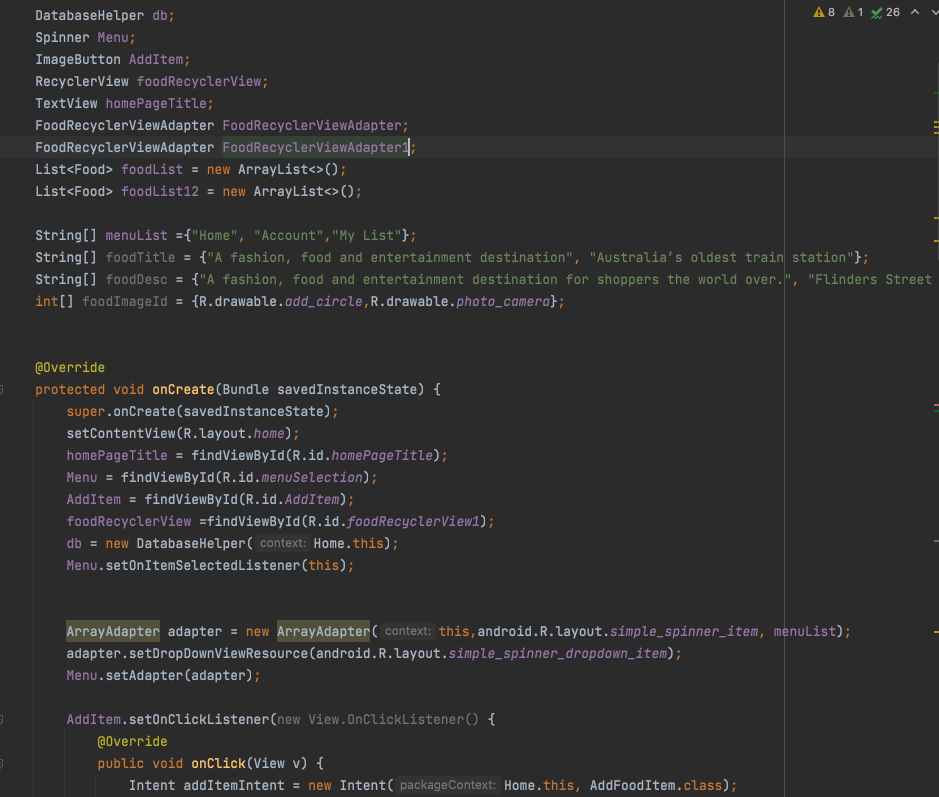 DatabaseHelper db;
8 1 26
Spinner Menu;
ImageButton AddItem;
RecyclerView foodRecyclerView;
TextView homePageTitle;
FoodRecyclerViewAdapter FoodRecyclerViewAdapter;
FoodRecyclerViewAdapter FoodRecyclerViewAdapter1;
List<Food> foodList = new ArrayList<>();
List<Food> foodList12 = new ArrayList<>();
String[] menuList ={"Home", "Account","My List"};
String[] foodTitle = {"A fashion, food and entertainment destination", "Australia’s oldest train station"};
String[] foodDesc = {"A fashion, food and entertainment destination for shoppers the world over.", "Flinders Street
int[] foodImageId = {R.drawable.add_circle,R.drawable.photo_camera};
@Override
protected void onCreate(Bundle savedInstanceState) {
super.onCreate(savedInstanceState);
setContentView(R.layout.home);
homePageTitle = findViewById(R.id.homePageTitle);
Menu = findViewById(R.id.menuSelection);
AddItem = findViewById(R.id.AddItem);
foodRecyclerView =findViewById(R.id.foodRecyclerView1);
db = new DatabaseHelper( context: Home.this);
Menu.setOnItemSelectedListener(this);
ArrayAdapter adapter = new ArrayAdapter( context: this,android.R.layout.simple_spinner_item, menuList);
adapter.setDropDownViewResource(android.R.layout.simple_spinner_dropdown_item);
Menu.setAdapter(adapter);
AddItem.setOnClickListener(new View.OnClickListener() {
@Override
public void onClick(View v) {
Intent addItemIntent = new Intent( packageContext: Home.this, AddFoodItem.class);